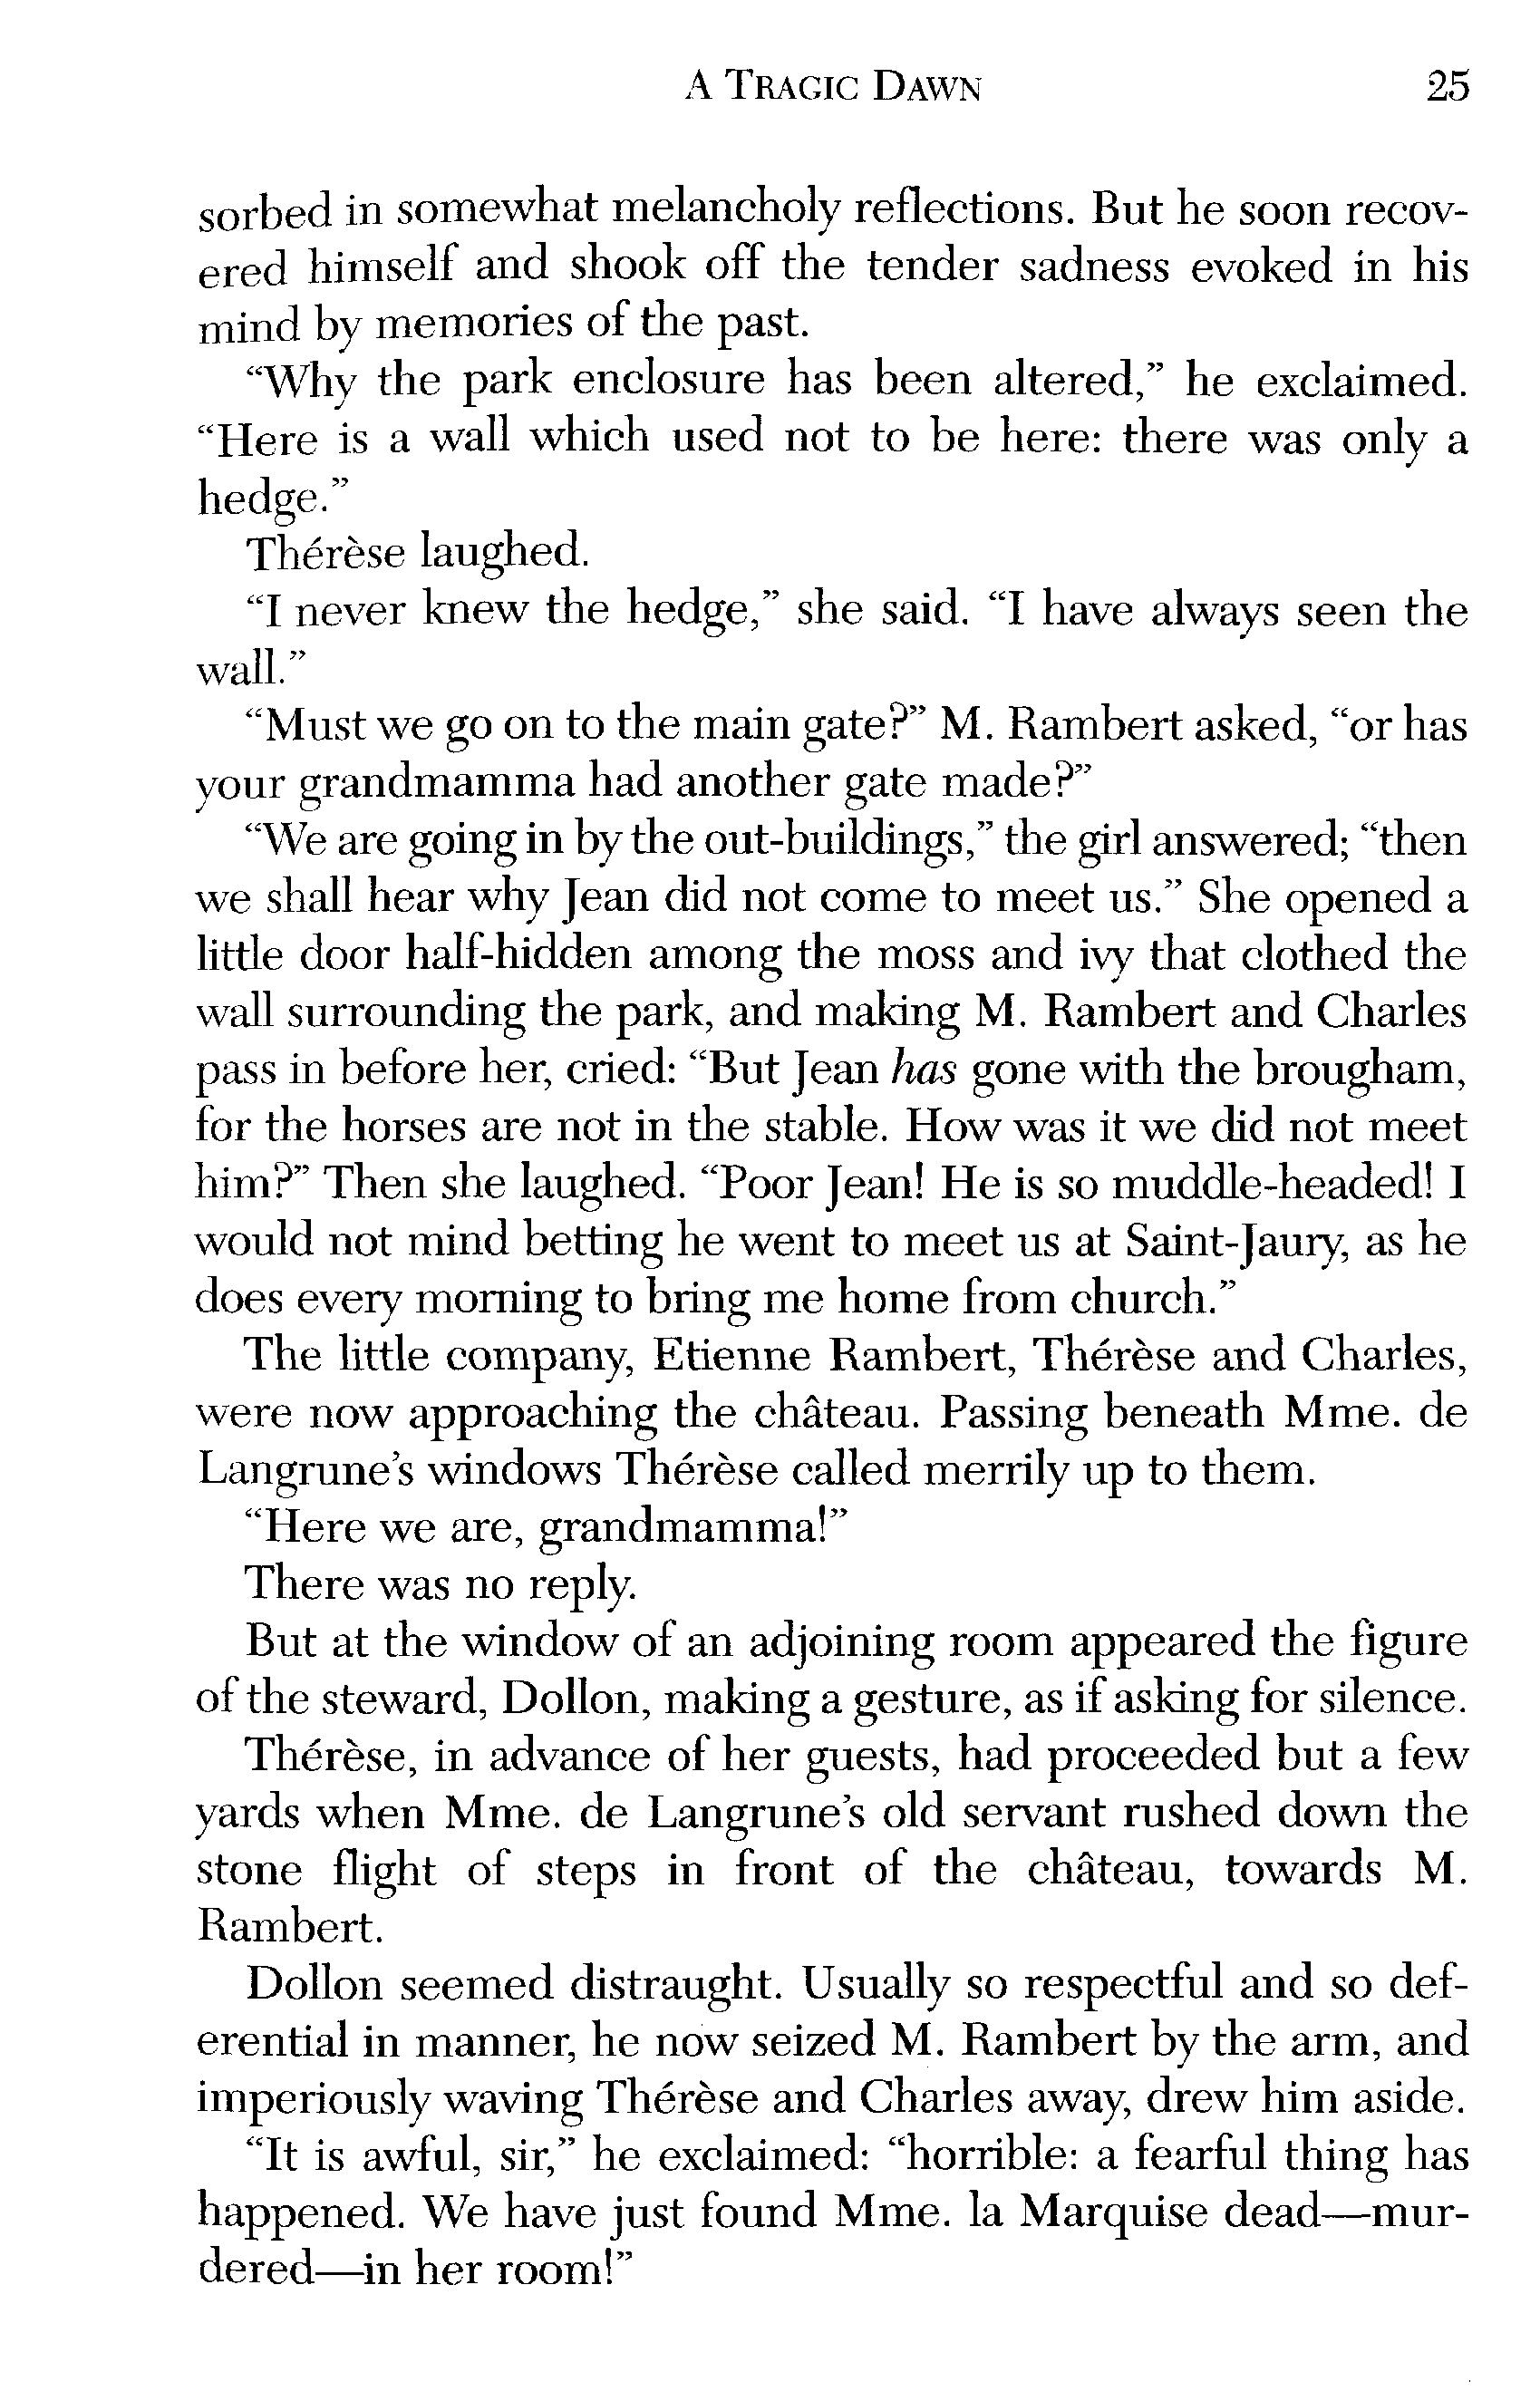 A TRAGIC DAWN 25
sorbed in somewhat melancholy reflections. But he soon recov-
ered himself and shook off the tender sadness evoked in his
mind by memories of the past.
“Why the park enclosure has been altered,” he exclaimed.
“Here is a wall which used not to be here: there was only a
hedge.”
Thérèse laughed.
“I never knew the hedge,” she said. “I have always seen the
wall.”
“Must we go on to the main gate?” M. Rambert asked, “or has
your grandmamma had another gate made?”
“We are going in by the out-buildings,” the girl answered; “then
we shall hear why Jean did not come to meet us.” She opened a
little door half-hidden among the moss and ivy that clothed the
wall surrounding the park, and making M. Rambert and Charles
pass in before her, cried: “But Jean has gone with the brougham,
for the horses are not in the stable. How was it we did not meet
him?” Then she laughed. “Poor Jean! He is so muddle-headed! I
would not mind betting he went to meet us at Saint-Jaury, as he
does every morning to bring me home from church.”
The little company, Etienne Rambert, Thérèse and Charles,
were now approaching the château. Passing beneath Mme. de
Langrune’s windows Thérèse called merrily up to them.
“Here we are, grandmamma!”
There was no reply.
But at the window of an adjoining room appeared the figure
of the steward, Dollon, making a gesture, as if asking for silence.
Thérèse, in advance of her guests, had proceeded but a few
yards when Mme. de Langrune’s old servant rushed down the
stone flight of steps in front of the château, towards M.
Rambert.
Dollon seemed distraught. Usually so respectful and so def-
erential in manner, he now seized M. Rambert by the arm, and
imperiously waving Thérèse and Charles away, drew him aside.
“It is awful, sir,” he exclaimed: “horrible: a fearful thing has
happened. We have just found Mme. la Marquise dead—mur-
dered—in her room!”